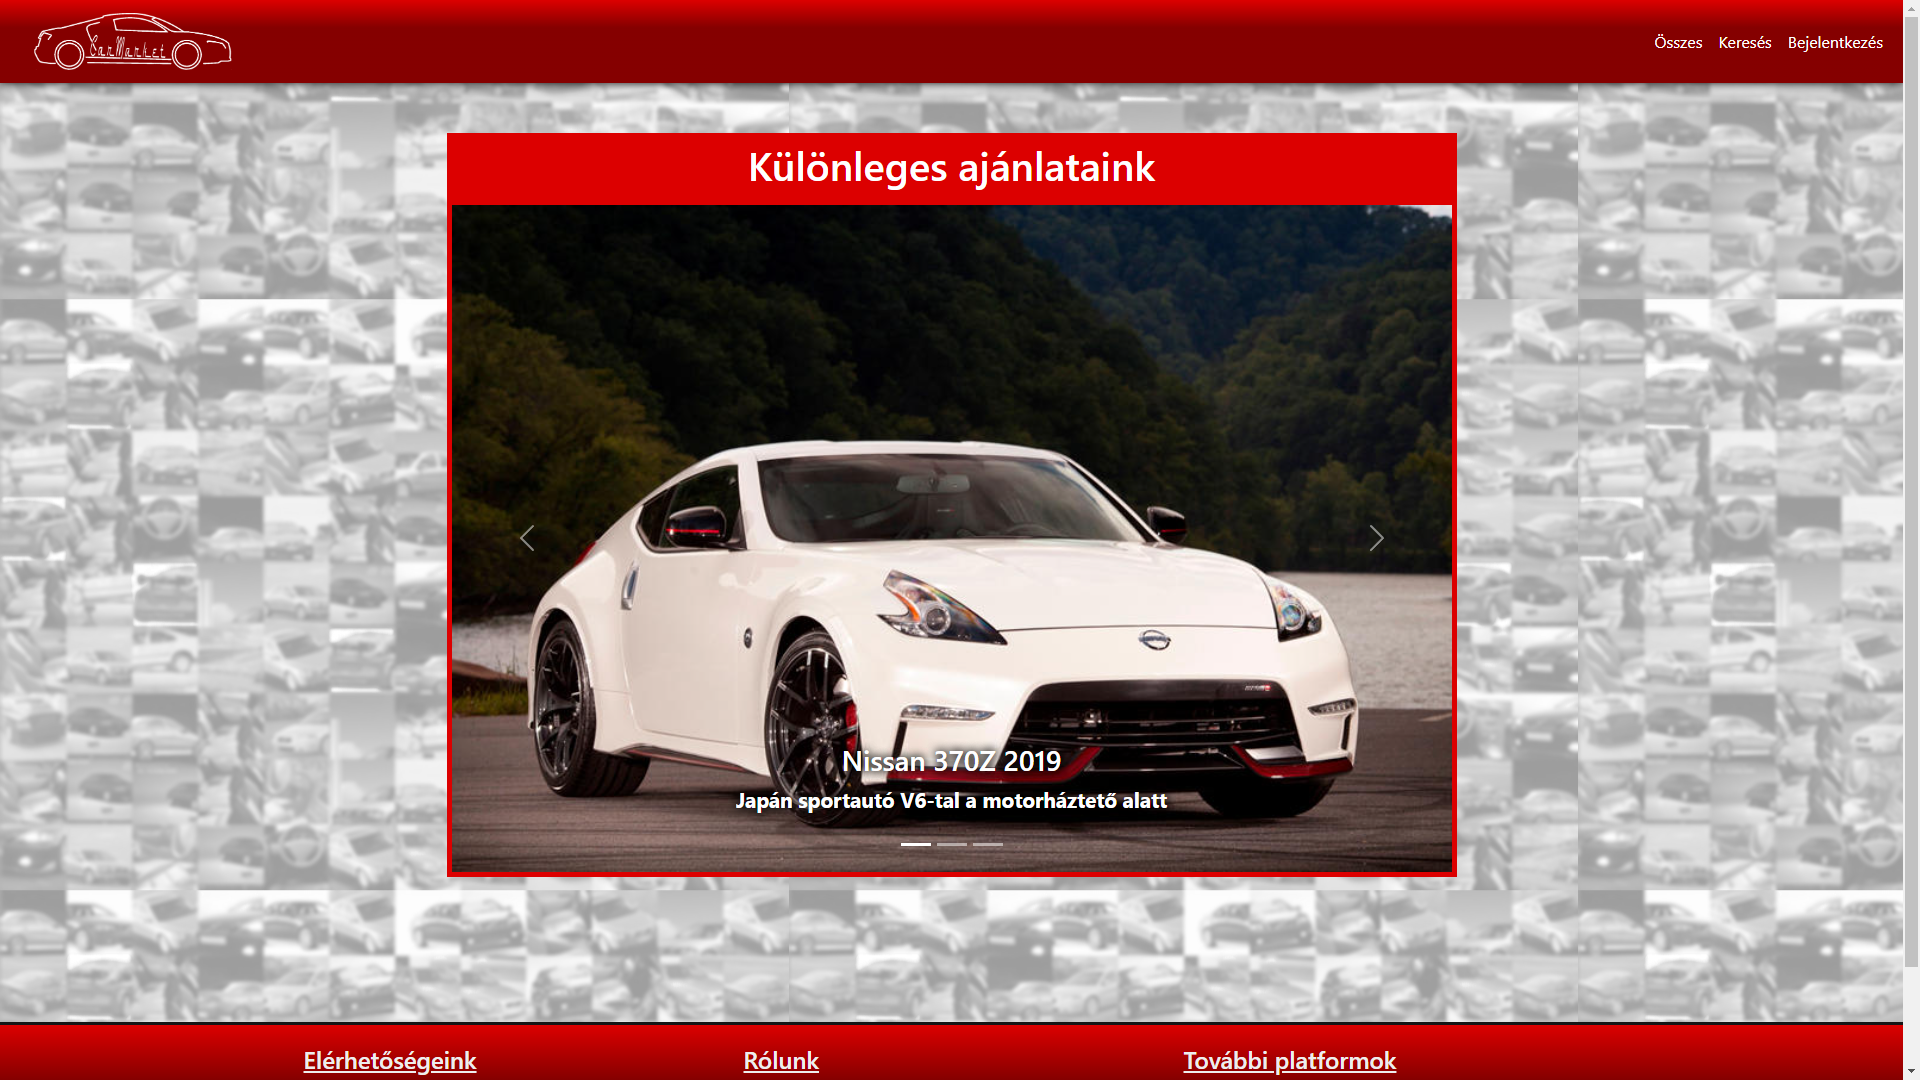 CarMarket
Összes Keresés Bejelentkezés
Különleges ajánlataink
Nissan 370Z 2019
Japán sportautó V6-tal a motorháztető alatt
Elérhetőségeink Rólunk További platformok